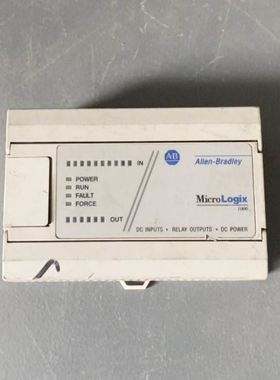 IN
AB
Allen-Bradley
POWER
RUN
FAULT
FORCE
MicroLogix
1000
OUT
DC INPUTS • RELAY OUTPUTS • DC POWER